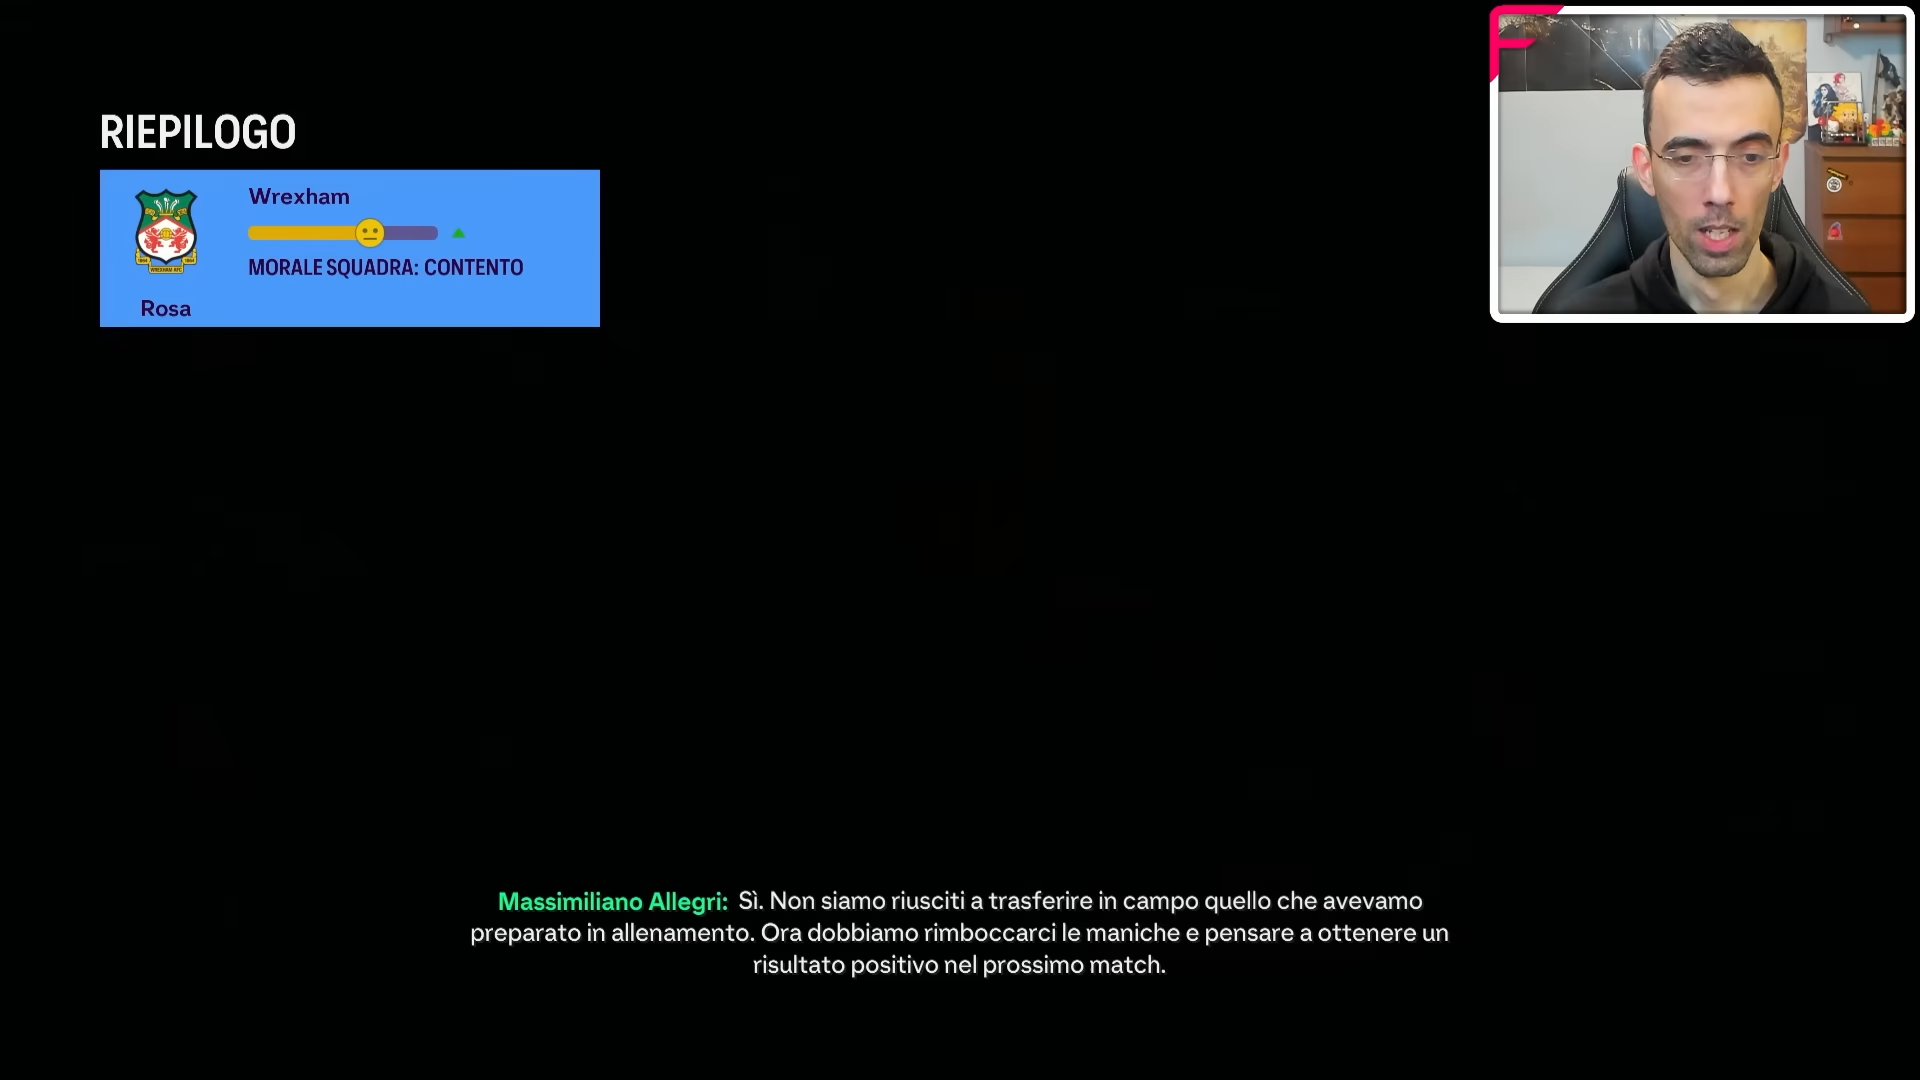 RIEPILOGO
Wrexham
MORALE SQUADRA: CONTENTO
Rosa
Massimiliano Allegri: Sì. Non siamo riusciti a trasferire in campo quello che avevamo
preparato in allenamento. Ora dobbiamo rimboccarci le maniche e pensare a ottenere un
risultato positivo nel prossimo match.